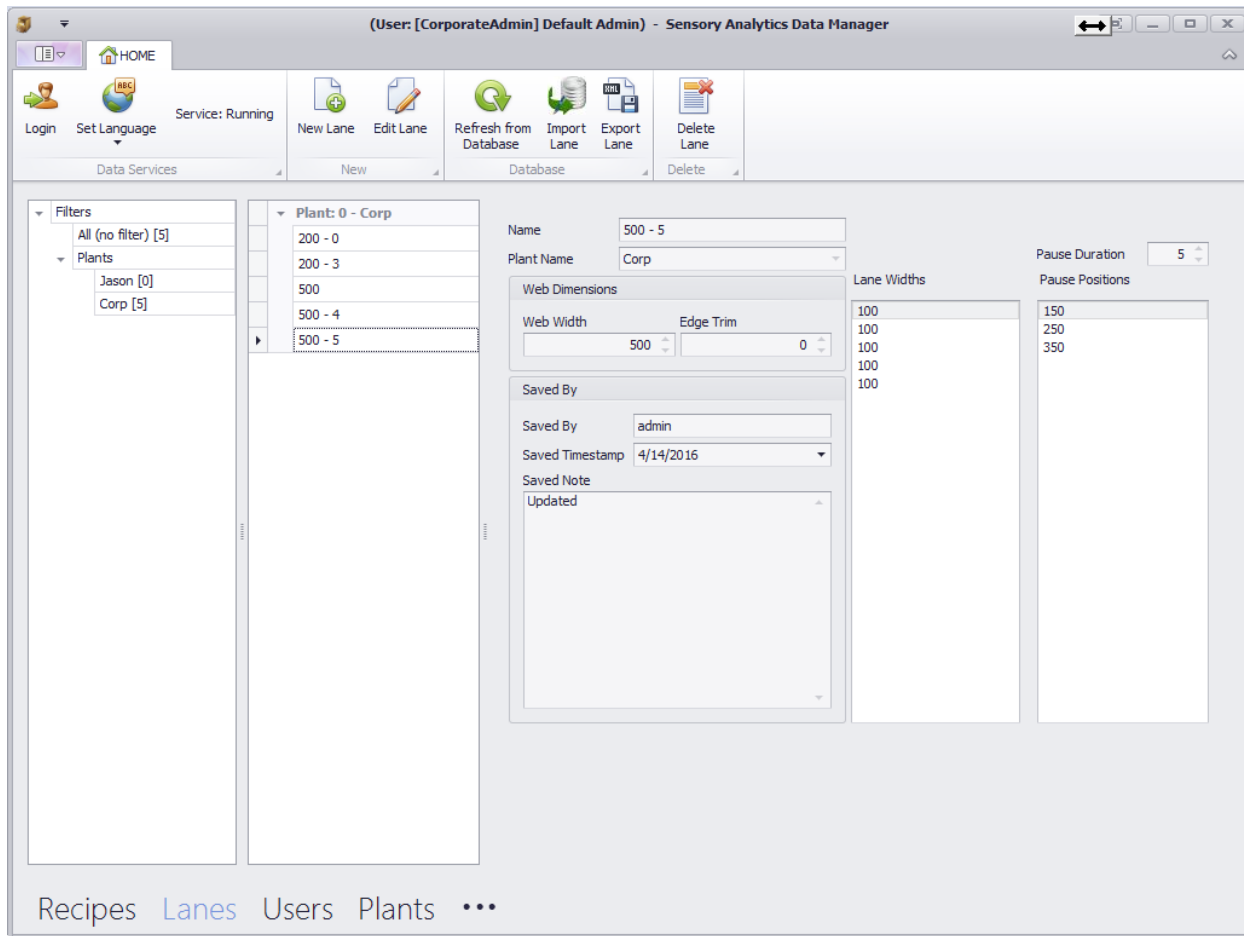 (User: [CorporateAdmin] Default Admin) - Sensory Analytics Data Manager
HOME
Login
Set Language
ABC
Service: Running
Data Services
New Lane
Edit Lane
New
Refresh from Database
Import Lane
XML
Export Lane
Database
Delete Lane
Delete
Filters
All (no filter) [5]
Plants
Jason [0]
Corp [5]
Plant: 0 - Corp
200 - 0
200 - 3
500
500 - 4
500 - 5
Name 500 - 5
Plant Name Corp
Web Dimensions
Web Width Edge Trim
500 0
Saved By
Saved By admin
Saved Timestamp 4/14/2016
Saved Note
Updated
Lane Widths
100
100
100
100
100
Pause Duration 5
Pause Positions
150
250
350
Recipes Lanes Users Plants •••